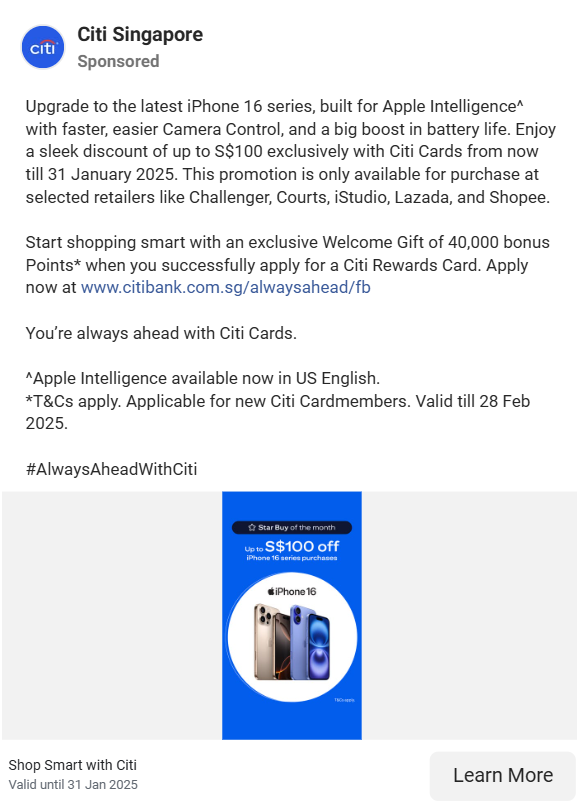 citi
Citi Singapore
Sponsored
Upgrade to the latest iPhone 16 series, built for Apple Intelligence^
with faster, easier Camera Control, and a big boost in battery life. Enjoy
a sleek discount of up to S$100 exclusively with Citi Cards from now
till 31 January 2025. This promotion is only available for purchase at
selected retailers like Challenger, Courts, iStudio, Lazada, and Shopee.
Start shopping smart with an exclusive Welcome Gift of 40,000 bonus
Points* when you successfully apply for a Citi Rewards Card. Apply
now at www.citibank.com.sg/alwaysahead/fb
You’re always ahead with Citi Cards.
^Apple Intelligence available now in US English.
*T&Cs apply. Applicable for new Citi Cardmembers. Valid till 28 Feb
2025.
#AlwaysAheadWithCiti
Star Buy of the month
Up to S$100 off
iPhone 16 series purchases
iPhone 16
T&Cs apply
Shop Smart with Citi
Valid until 31 Jan 2025
Learn More